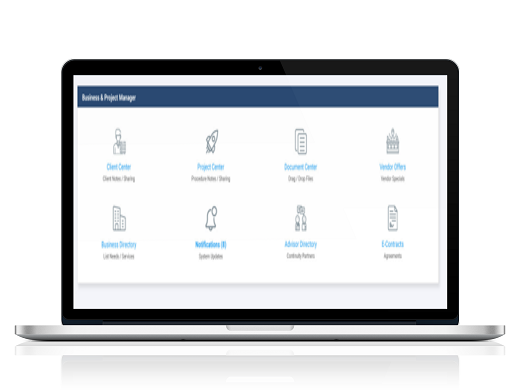 Business & Project Manager
Client Center
Client Notes / Sharing
Project Center
Procedure Notes / Sharing
Document Center
Drag / Drop Files
Vendor Offers
Vendor Specials
Business Directory
List Needs / Services
Notifications (8)
System Updates
Advisor Directory
Continuity Partners
E-Contracts
Agreements